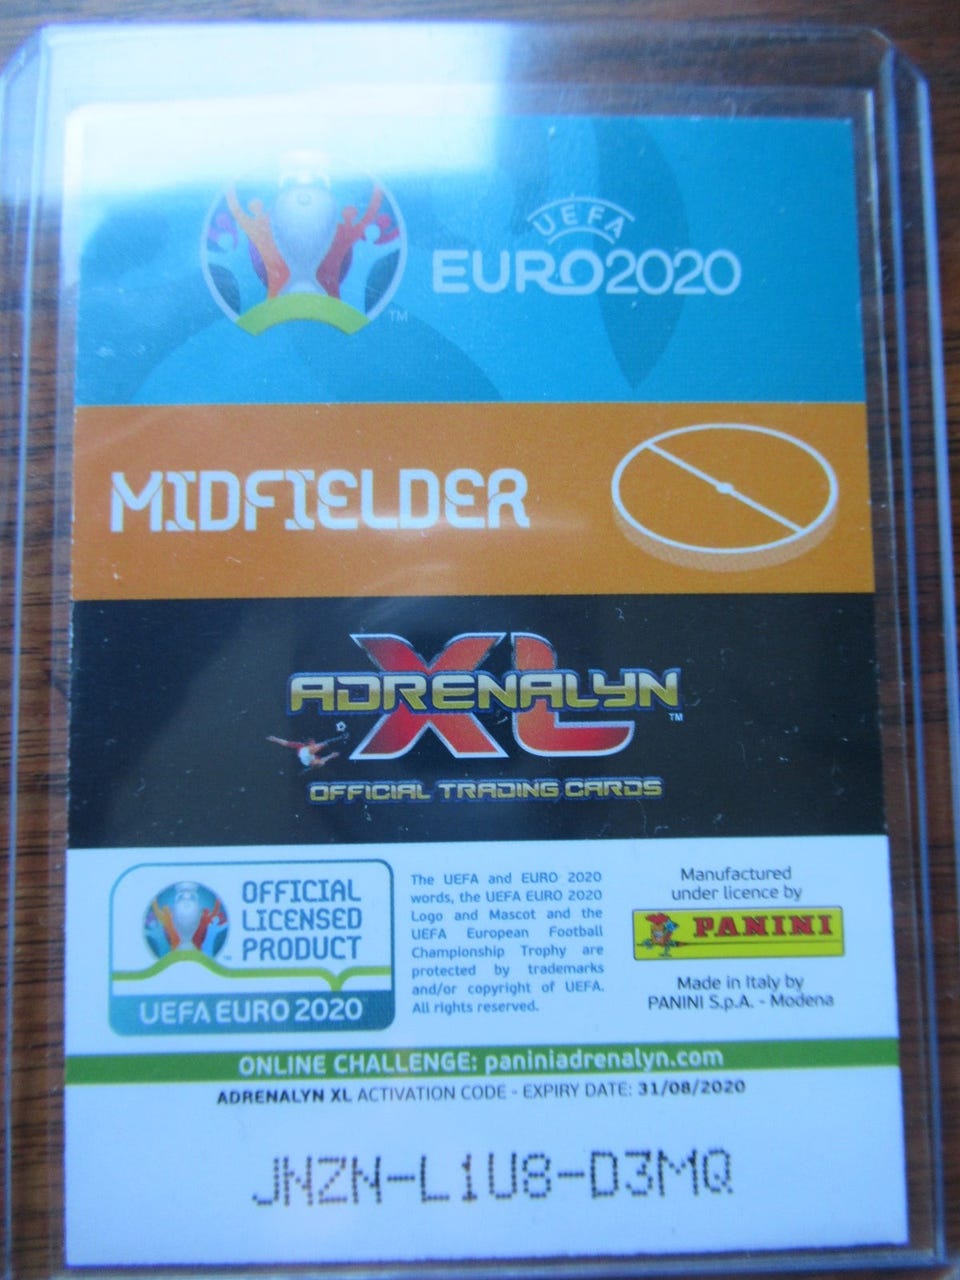 UEFA
EURO2020
TM
MIDFIELDER
ADRENALYN
XL
TM
OFFICIAL TRADING CARDS
OFFICIAL
LICENSED
PRODUCT
TM
UEFA EURO 2020
The UEFA and EURO 2020
words, the UEFA EURO 2020
Logo and Mascot and the
UEFA European Football
Championship Trophy are
protected by trademarks
and/or copyright of UEFA.
All rights reserved.
Manufactured
under licence by
PANINI
Made in Italy by
PANINI S.p.A. - Modena
ONLINE CHALLENGE: paniniadrenalyn.com
ADRENALYN XL ACTIVATION CODE - EXPIRY DATE: 31/08/2020
JNZN-L1U8-D3MQ